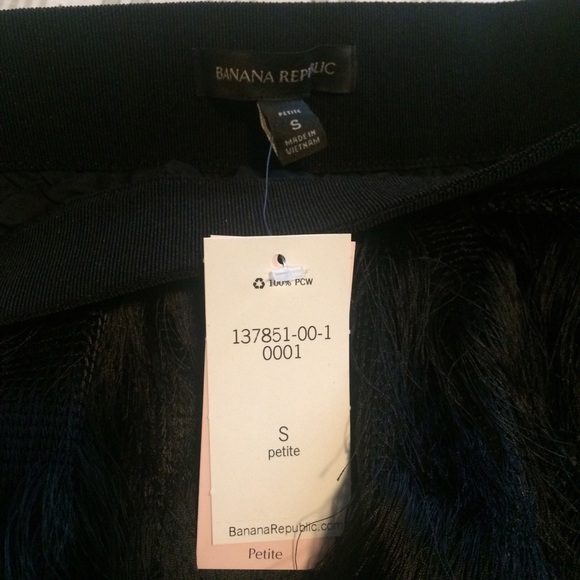 BANANA REPUBLIC
PETITE
S
MADE IN
VIETNAM
100% PCW
137851-00-1
0001
S
petite
BananaRepublic.com
Petite